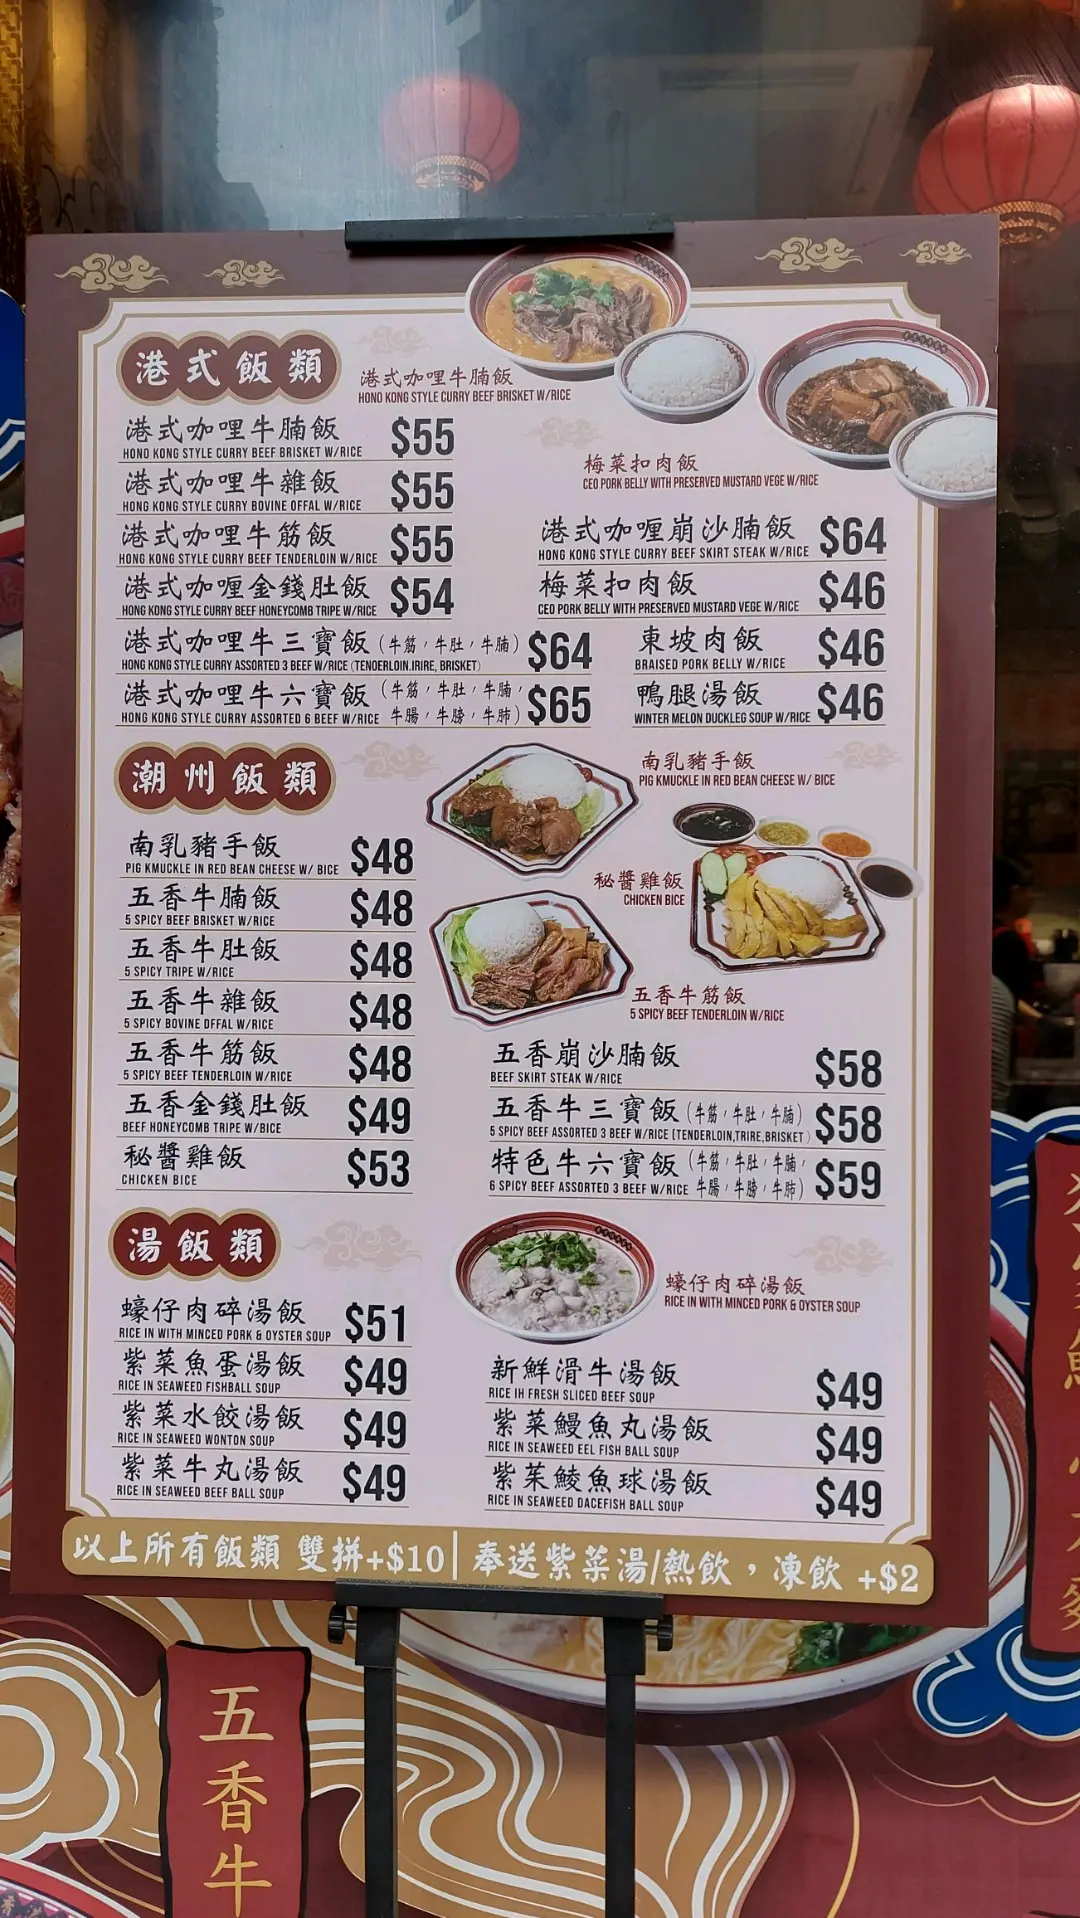 港式飯類
港式咖哩牛腩飯
HONO KONG STYLE CURRY BEEF BRISKET W/RICE
港式咖哩牛腩飯 $55
HONO KONG STYLE CURRY BEEF BRISKET W/RICE
港式咖哩牛雜飯 $55
HONG KONG STYLE CURRY BOVINE OFFAL W/RICE
港式咖哩牛筋飯 $55
HONG KONG STYLE CURRY BEEF TENDERLOIN W/RICE
港式咖喱金錢肚飯 $54
HONG KONG STYLE CURRY BEEF HONEYCOMB TRIPE W/RICE
港式咖哩牛三寶飯 (牛筋,牛肚,牛腩) $64
HONG KONG STYLE CURRY ASSORTED 3 BEEF W/RICE (TENOERLOIN.IRIRE, BRISKET)
港式咖哩牛六寶飯 (牛筋,牛肚,牛腩, $65
HONG KONG STYLE CURRY ASSORTED 6 BEEF W/RICE 牛腸,牛膀,牛肺)
梅菜扣肉飯
CEO PORK BELLY WITH PRESERVED MUSTARD VEGE W/RICE
港式咖喱崩沙腩飯 $64
HONG KONG STYLE CURRY BEEF SKIRT STEAK W/RICE
梅菜扣肉飯 $46
CEO PORK BELLY WITH PRESERVED MUSTARD VEGE W/RICE
東坡肉飯 $46
BRAISED PORK BELLY W/RICE
鴨腿湯飯 $46
WINTER MELON DUCKLEG SOUP W/RICE
潮州飯類
南乳豬手飯 $48
PIG KMUCKLE IN RED BEAN CHEESE W/ BICE
五香牛腩飯 $48
5 SPICY BEEF BRISKET W/RICE
五香牛肚飯 $48
5 SPICY TRIPE W/RICE
五香牛雜飯 $48
5 SPICY BOVINE DFFAL W/RICE
五香牛筋飯 $48
5 SPICY BEEF TENDERLOIN W/RICE
五香金錢肚飯 $49
BEEF HONEYCOMB TRIPE W/BICE
秘醬雞飯 $53
CHICKEN BICE
南乳豬手飯
PIG KMUCKLE IN RED BEAN CHEESE W/ BICE
秘醬雞飯
CHICKEN BICE
五香牛筋飯
5 SPICY BEEF TENDERLOIN W/RICE
五香崩沙腩飯 $58
BEEF SKIRT STEAK W/RICE
五香牛三寶飯 (牛筋,牛肚,牛腩) $58
5 SPICY BEEF ASSORTED 3 BEEF W/RICE (TENDERLOIN,TRIRE,BRISKET )
特色牛六寶飯 (牛筋,牛肚,牛腩, $59
6 SPICY BEEF ASSORTED 3 BEEF W/RICE 牛腸,牛膀,牛肺)
湯飯類
蠔仔肉碎湯飯 $51
RICE IN WITH MINCED PORK & OYSTER SOUP
紫菜魚蛋湯飯 $49
RICE IN SEAWEED FISHBALL SOUP
紫菜水餃湯飯 $49
RICE IN SEAWEED WONTON SOUP
紫菜牛丸湯飯 $49
RICE IN SEAWEED BEEF BALL SOUP
蠔仔肉碎湯飯
RICE IN WITH MINCED PORK & OYSTER SOUP
新鮮滑牛湯飯 $49
RICE IH FRESH SLICED BEEF SOUP
紫菜鰻魚丸湯飯 $49
RICE IN SEAWEED EEL FISH BALL SOUP
紫菜鯪魚球湯飯 $49
RICE IN SEAWEED DACEFISH BALL SOUP
以上所有飯類 雙拼+$10| 奉送紫菜湯/熱飲,凍飲 +$2
五香牛